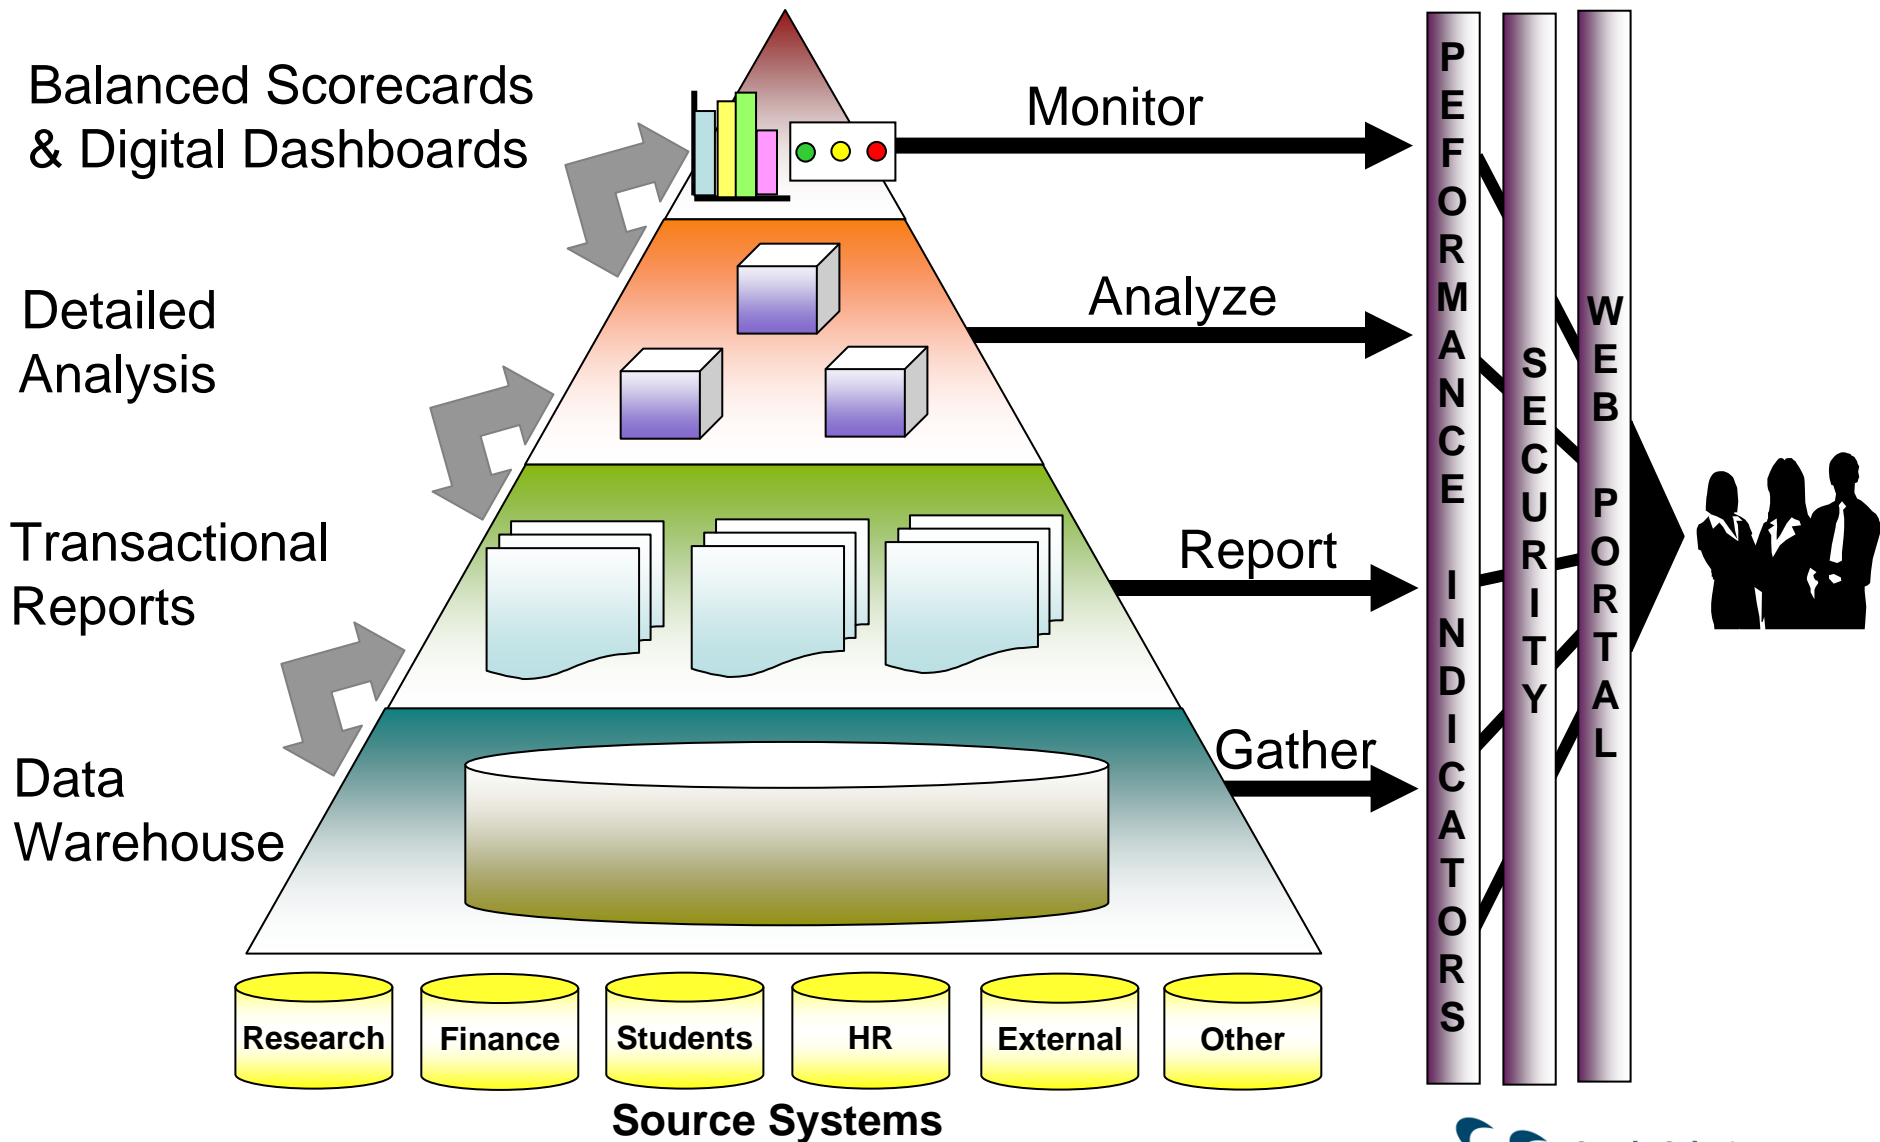 Balanced Scorecards
& Digital Dashboards
Monitor
Detailed
Analysis
Analyze
Transactional
Reports
Report
Data
Warehouse
Gather
PEFORMANCE INDICATORS
SECURITY
WEB PORTAL
Research
Finance
Students
HR
External
Other
Source Systems